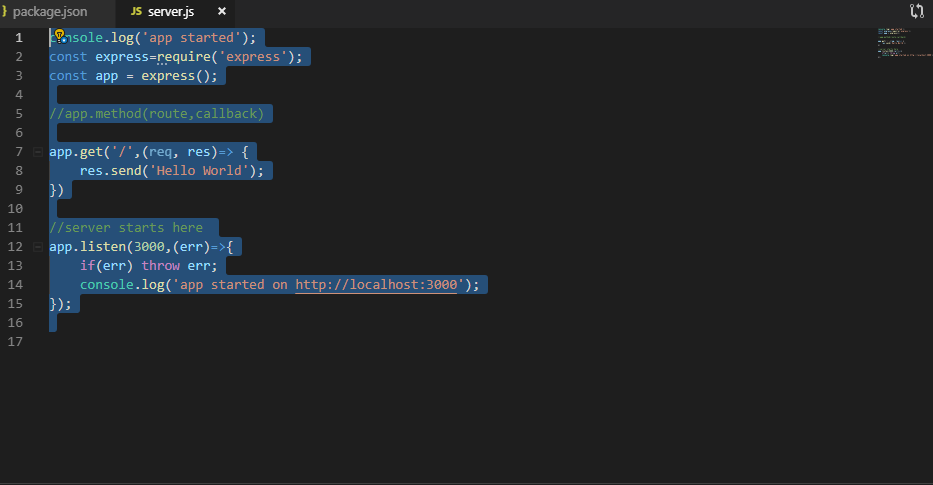 package.json
JS server.js ×
1 console.log('app started');
2 const express=require('express');
3 const app = express();
4
5 //app.method(route,callback)
6
7 app.get('/',(req, res)=> {
8     res.send('Hello World');
9 })
10
11 //server starts here
12 app.listen(3000,(err)=>{
13     if(err) throw err;
14     console.log('app started on http://localhost:3000');
15 });
16
17